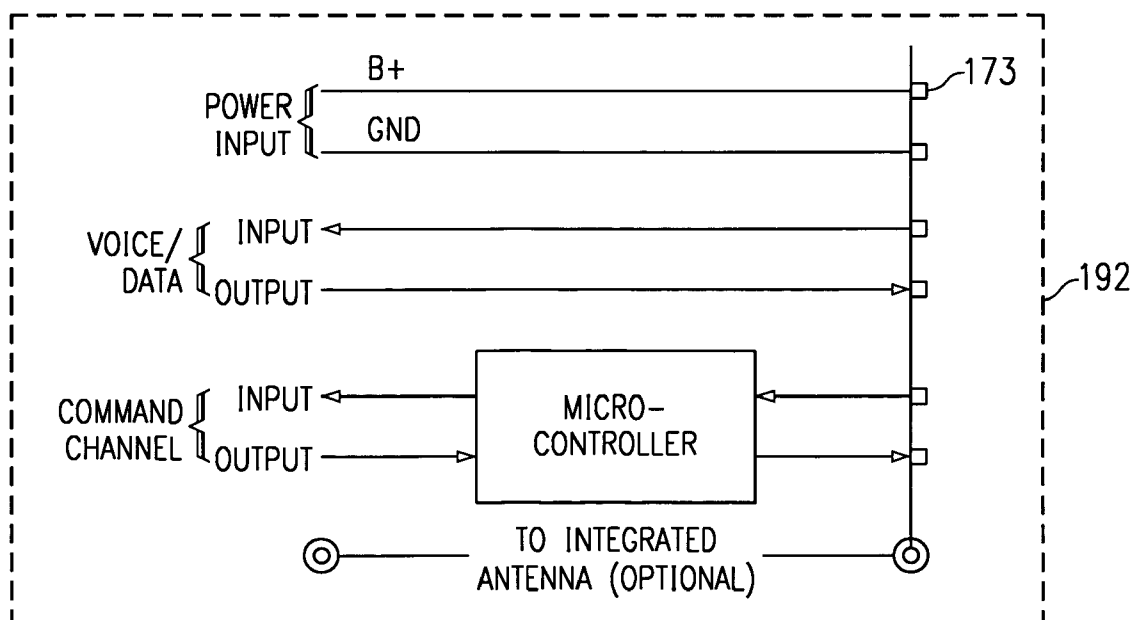 B+
173
POWER
INPUT
GND
VOICE/
DATA
INPUT
OUTPUT
192
COMMAND
CHANNEL
INPUT
OUTPUT
MICRO-
CONTROLLER
TO INTEGRATED
ANTENNA (OPTIONAL)